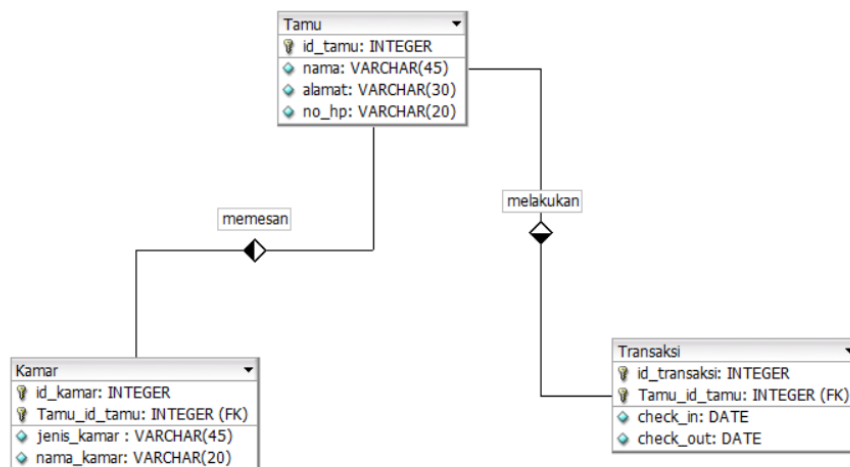 Tamu
id_tamu: INTEGER
nama: VARCHAR(45)
alamat: VARCHAR(30)
no_hp: VARCHAR(20)
melakukan
memesan
Kamar
id_kamar: INTEGER
Tamu_id_tamu: INTEGER (FK)
jenis_kamar : VARCHAR(45)
nama_kamar: VARCHAR(20)
Transaksi
id_transaksi: INTEGER
Tamu_id_tamu: INTEGER (FK)
check_in: DATE
check_out: DATE